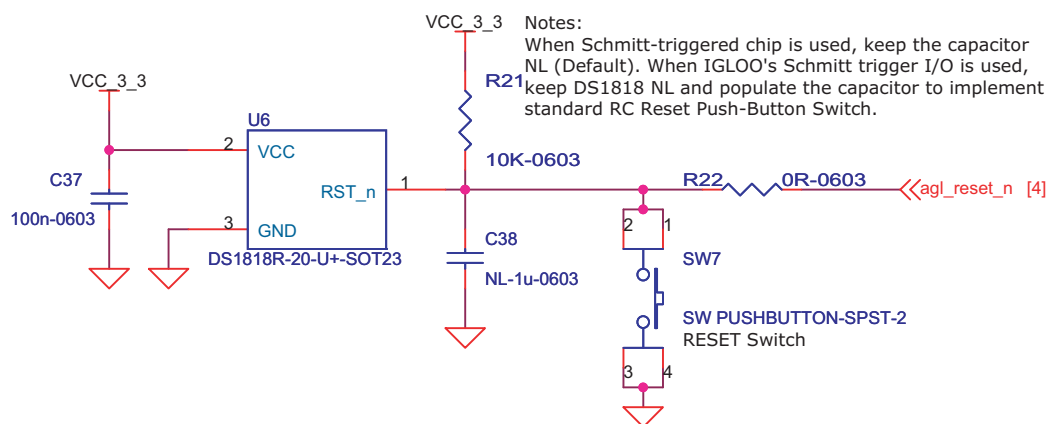 VCC_3_3
Notes:
When Schmitt-triggered chip is used, keep the capacitor
NL (Default). When IGLOO's Schmitt trigger I/O is used,
keep DS1818 NL and populate the capacitor to implement
standard RC Reset Push-Button Switch.
R21
VCC_3_3
U6
2
VCC
10K-0603
C37
RST_n
1
R22
0R-0603
agl_reset_n [4]
100n-0603
3
GND
2
1
C38
DS1818R-20-U+-SOT23
SW7
NL-1u-0603
SW PUSHBUTTON-SPST-2
RESET Switch
3
4